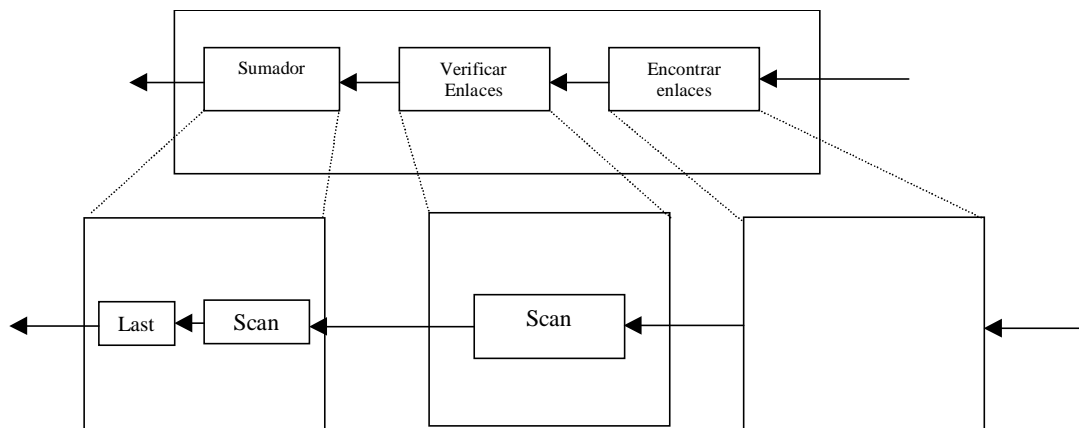 Sumador
Verificar
Enlaces
Encontrar
enlaces
Last
Scan
Scan